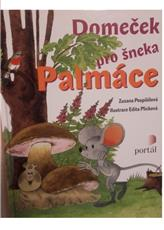 Domeček
pro šneka
Palmáce
Zuzana Pospíšilová
Ilustrace Edita Plicková
portál